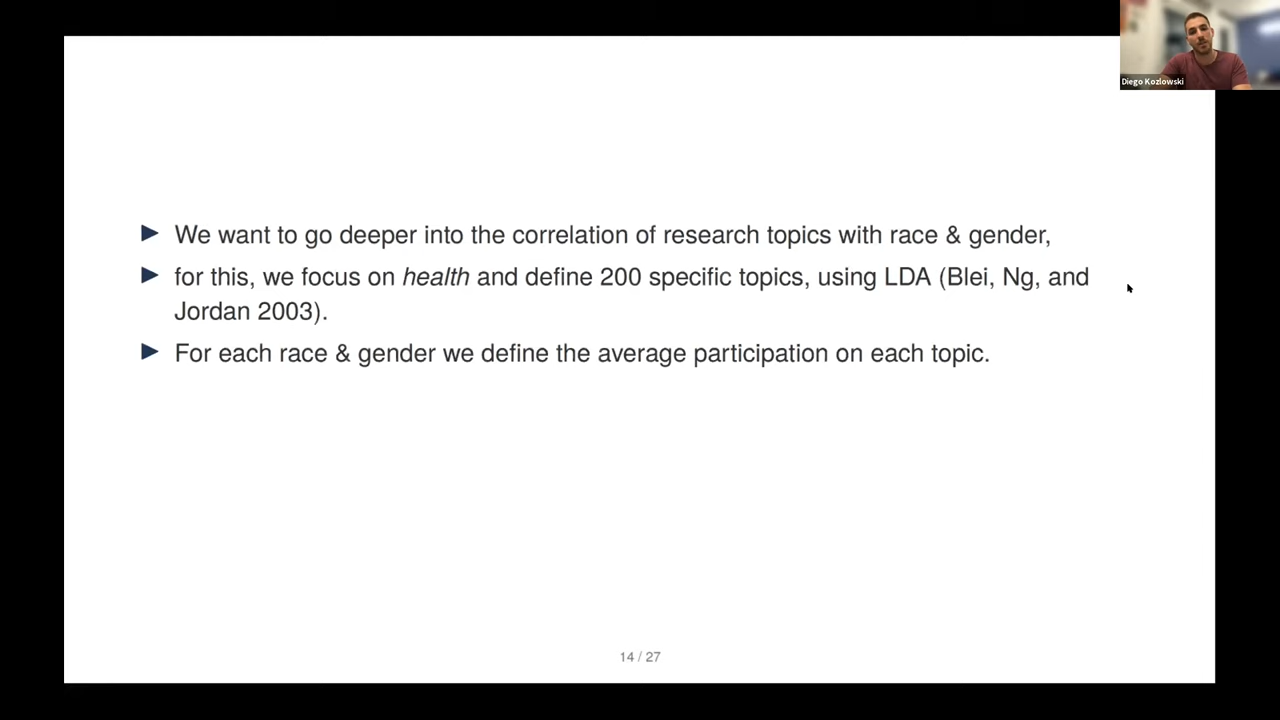 Diego Kozlowski
We want to go deeper into the correlation of research topics with race & gender,
for this, we focus on health and define 200 specific topics, using LDA (Blei, Ng, and
Jordan 2003).
For each race & gender we define the average participation on each topic.
14 / 27